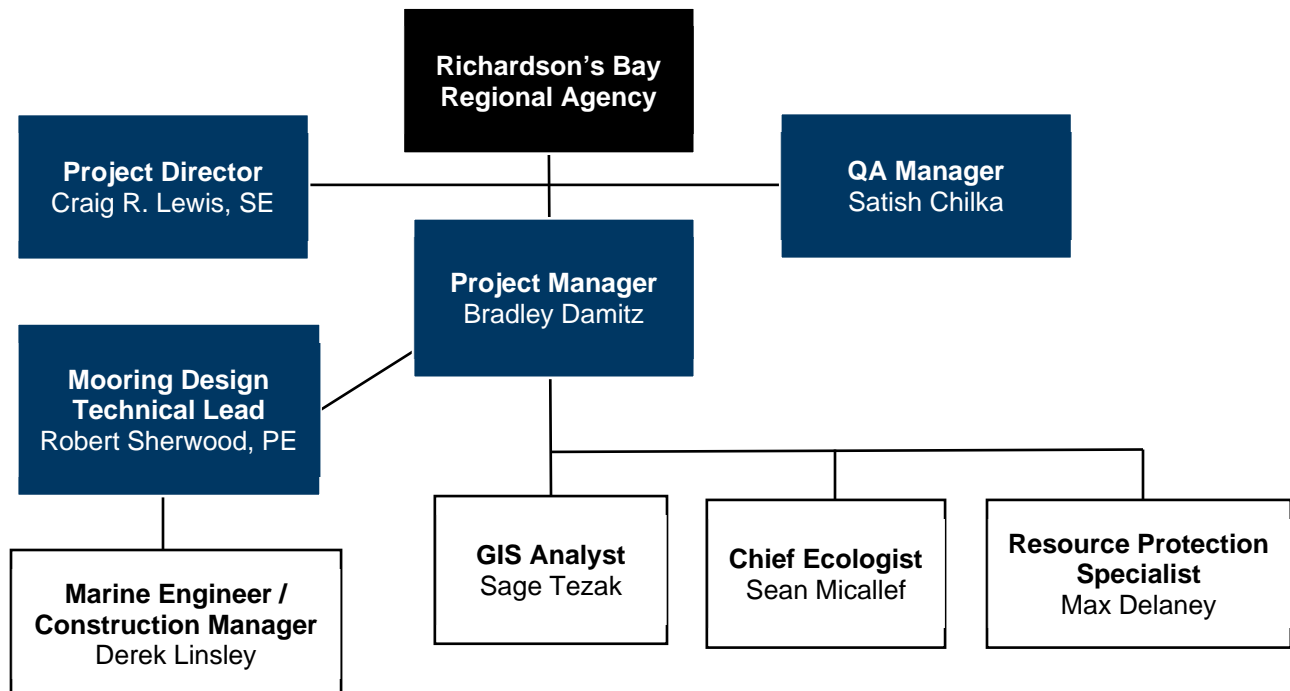 Richardson’s Bay
Regional Agency
Project Director
Craig R. Lewis, SE
QA Manager
Satish Chilka
Project Manager
Bradley Damitz
Mooring Design
Technical Lead
Robert Sherwood, PE
GIS Analyst
Sage Tezak
Chief Ecologist
Sean Micallef
Resource Protection
Specialist
Max Delaney
Marine Engineer /
Construction Manager
Derek Linsley